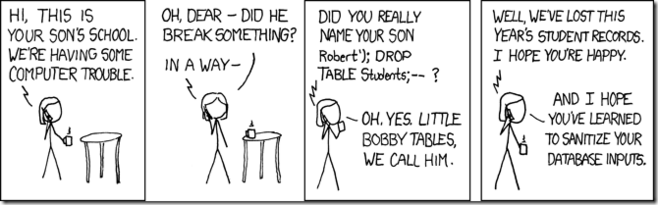 HI, THIS IS
YOUR SON'S SCHOOL.
WE'RE HAVING SOME
COMPUTER TROUBLE.
OH, DEAR – DID HE
BREAK SOMETHING?
IN A WAY–
DID YOU REALLY
NAME YOUR SON
Robert'); DROP
TABLE Students;-- ?
OH, YES. LITTLE
BOBBY TABLES,
WE CALL HIM.
WELL, WE'VE LOST THIS
YEAR'S STUDENT RECORDS.
I HOPE YOU'RE HAPPY.
AND I HOPE
YOU'VE LEARNED
TO SANITIZE YOUR
DATABASE INPUTS.